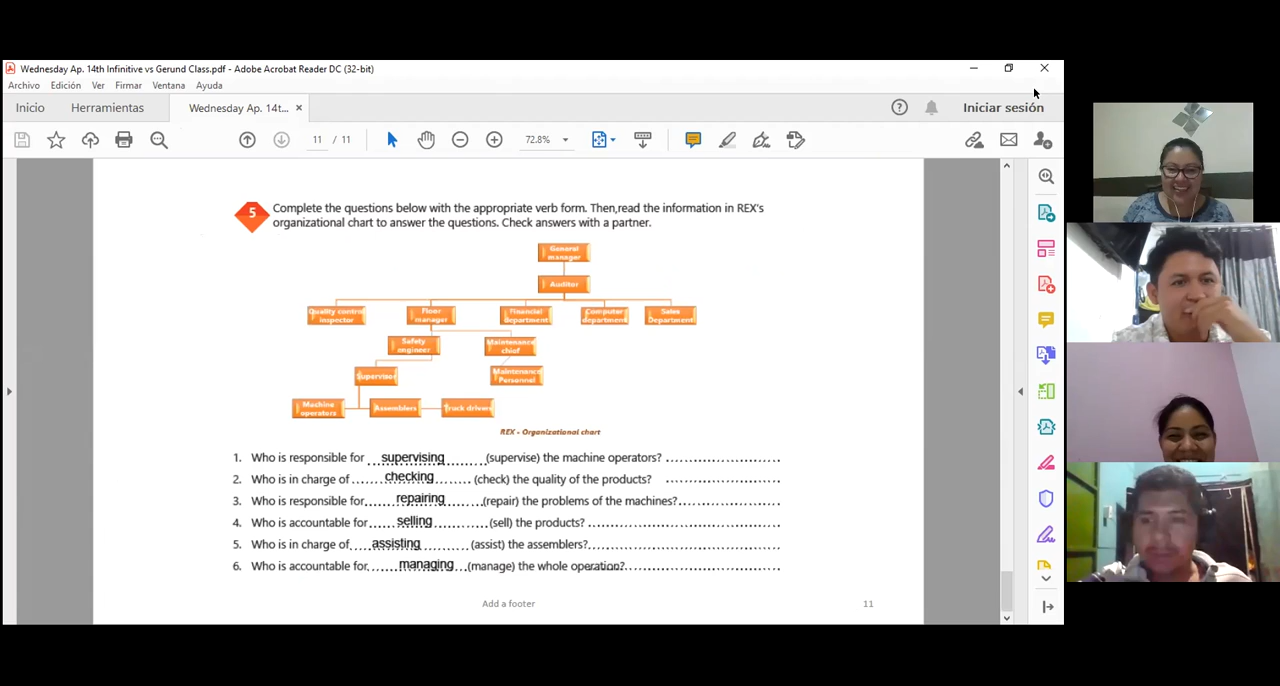 Wednesday Ap. 14th Infinitive vs Gerund Class.pdf - Adobe Acrobat Reader DC (32-bit)
Archivo Edición Ver Firmar Ventana Ayuda
Inicio Herramientas Wednesday Ap. 14t... Iniciar sesión
11 / 11 72.8%
5 Complete the questions below with the appropriate verb form. Then,read the information in REX's
organizational chart to answer the questions. Check answers with a partner.
General
manager
Auditor
Quality control
inspector
Floor
manager
Financial
department
Computer
department
Sales
Department
Safety
engineer
Maintenance
chief
Supervisor
Maintenance
Personnel
Machine
operators
Assemblers
Truck drivers
REX - Organizational chart
1. Who is responsible for supervising (supervise) the machine operators?
2. Who is in charge of checking (check) the quality of the products?
3. Who is responsible for repairing (repair) the problems of the machines?
4. Who is accountable for selling (sell) the products?
5. Who is in charge of assisting (assist) the assemblers?
6. Who is accountable for managing (manage) the whole operation?
Add a footer 11